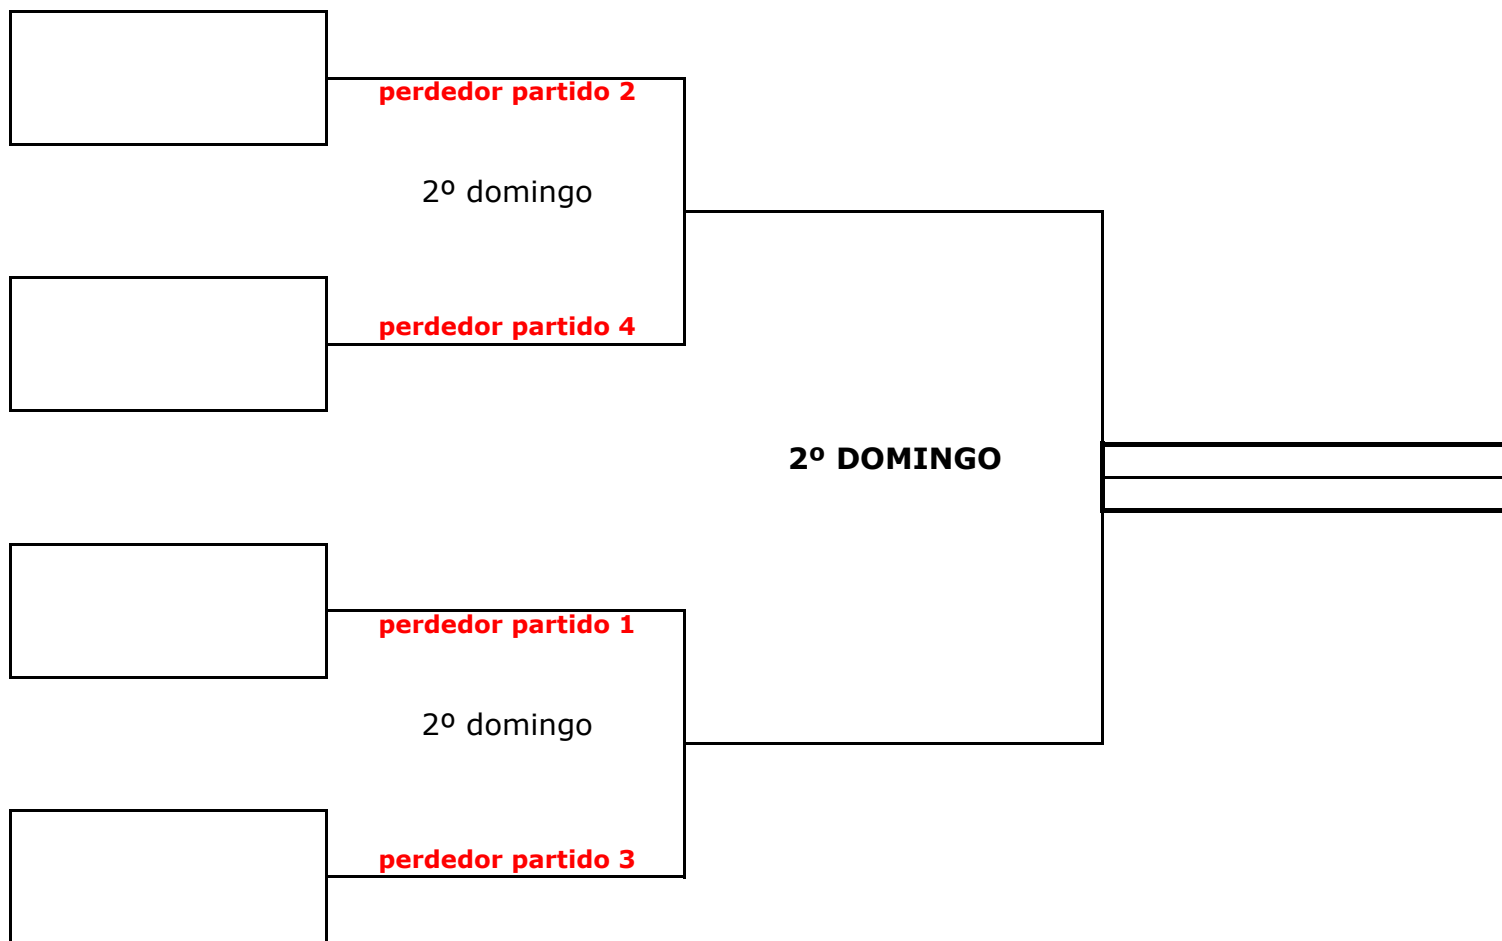 perdedor partido 2
2º domingo
perdedor partido 4
2º DOMINGO
perdedor partido 1
2º domingo
perdedor partido 3